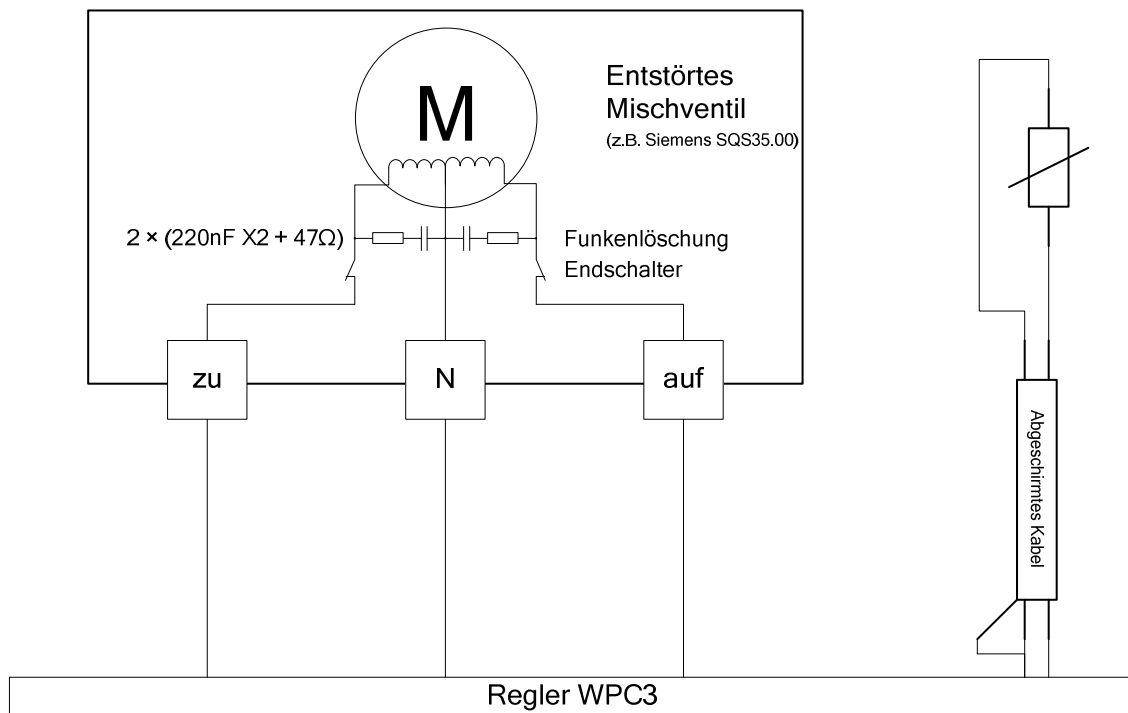 M
Entstörtes
Mischventil
(z.B. Siemens SQS35.00)
2 × (220nF X2 + 47Ω)
Funkenlöschung
Endschalter
zu
N
auf
Abgeschirmtes Kabel
Regler WPC3